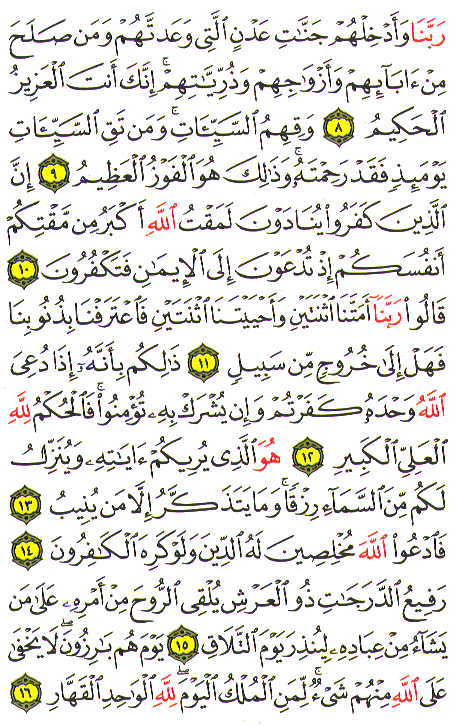 رَبَّنَا وَأَدْخِلْهُمْ جَنَّٰتِ عَدْنٍ ٱلَّتِى وَعَدتَّهُمْ وَمَن صَلَحَ
مِنْ ءَابَآئِهِمْ وَأَزْوَٰجِهِمْ وَذُرِّيَّٰتِهِمْ ۚ إِنَّكَ أَنتَ ٱلْعَزِيزُ
ٱلْحَكِيمُ ٨ وَقِهِمُ ٱلسَّيِّـَٔاتِ ۚ وَمَن تَقِ ٱلسَّيِّـَٔاتِ
يَوْمَئِذٍ فَقَدْ رَحِمْتَهُۥ ۚ وَذَٰلِكَ هُوَ ٱلْفَوْزُ ٱلْعَظِيمُ ٩ إِنَّ
ٱلَّذِينَ كَفَرُوا۟ يُنَادَوْنَ لَمَقْتُ ٱللَّهِ أَكْبَرُ مِن مَّقْتِكُمْ
أَنفُسَكُمْ إِذْ تُدْعَوْنَ إِلَى ٱلْإِيمَٰنِ فَتَكْفُرُونَ ١٠
قَالُوا۟ رَبَّنَآ أَمَتَّنَا ٱثْنَتَيْنِ وَأَحْيَيْتَنَا ٱثْنَتَيْنِ فَٱعْتَرَفْنَا بِذُنُوبِنَا
فَهَلْ إِلَىٰ خُرُوجٍ مِّن سَبِيلٍ ١١ ذَٰلِكُم بِأَنَّهُۥٓ إِذَا دُعِىَ
ٱللَّهُ وَحْدَهُۥ كَفَرْتُمْ ۖ وَإِن يُشْرَكْ بِهِۦ تُؤْمِنُوا۟ ۚ فَٱلْحُكْمُ لِلَّهِ
ٱلْعَلِىِّ ٱلْكَبِيرِ ١٢ هُوَ ٱلَّذِى يُرِيكُمْ ءَايَٰتِهِۦ وَيُنَزِّلُ
لَكُم مِّنَ ٱلسَّمَآءِ رِزْقًا ۚ وَمَا يَتَذَكَّرُ إِلَّا مَن يُنِيبُ ١٣
فَٱدْعُوا۟ ٱللَّهَ مُخْلِصِينَ لَهُ ٱلدِّينَ وَلَوْ كَرِهَ ٱلْكَٰفِرُونَ ١٤
رَفِيعُ ٱلدَّرَجَٰتِ ذُو ٱلْعَرْشِ يُلْقِى ٱلرُّوحَ مِنْ أَمْرِهِۦ عَلَىٰ مَن
يَشَآءُ مِنْ عِبَادِهِۦ لِيُنذِرَ يَوْمَ ٱلتَّلَاقِ ١٥ يَوْمَ هُم بَٰرِزُونَ ۖ لَا يَخْفَىٰ
عَلَى ٱللَّهِ مِنْهُمْ شَىْءٌ ۚ لِّمَنِ ٱلْمُلْكُ ٱلْيَوْمَ ۖ لِلَّهِ ٱلْوَٰحِدِ ٱلْقَهَّارِ ١٦